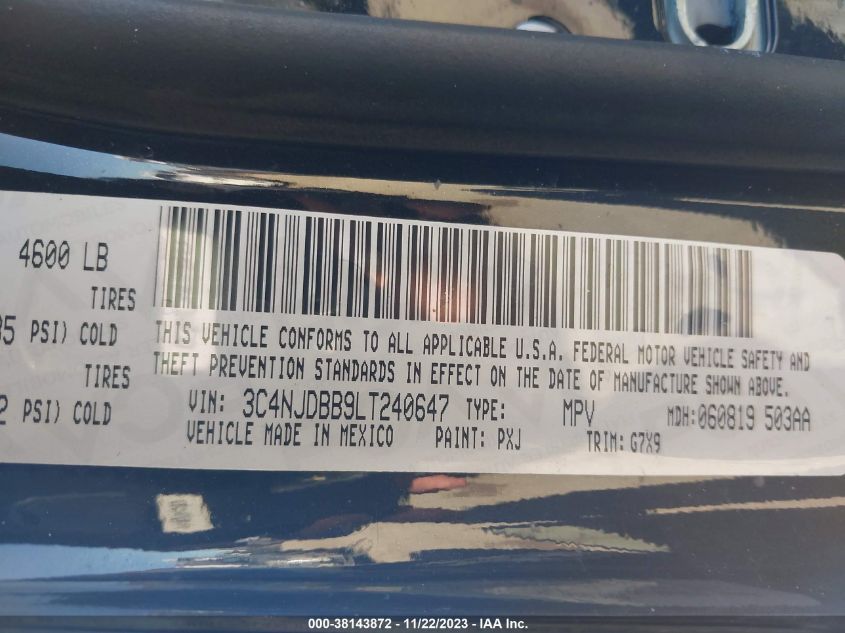 4600 LB
TIRES
35 PSI) COLD
TIRES
2 PSI) COLD
THIS VEHICLE CONFORMS TO ALL APPLICABLE U.S.A. FEDERAL MOTOR VEHICLE SAFETY AND
THEFT PREVENTION STANDARDS IN EFFECT ON THE DATE OF MANUFACTURE SHOWN ABOVE.
VIN: 3C4NJDBB9LT240647 TYPE: MPV MDH:060819 503AA
VEHICLE MADE IN MEXICO PAINT: PXJ TRIM: G7X9
000-38143872 - 11/22/2023 - IAA Inc.